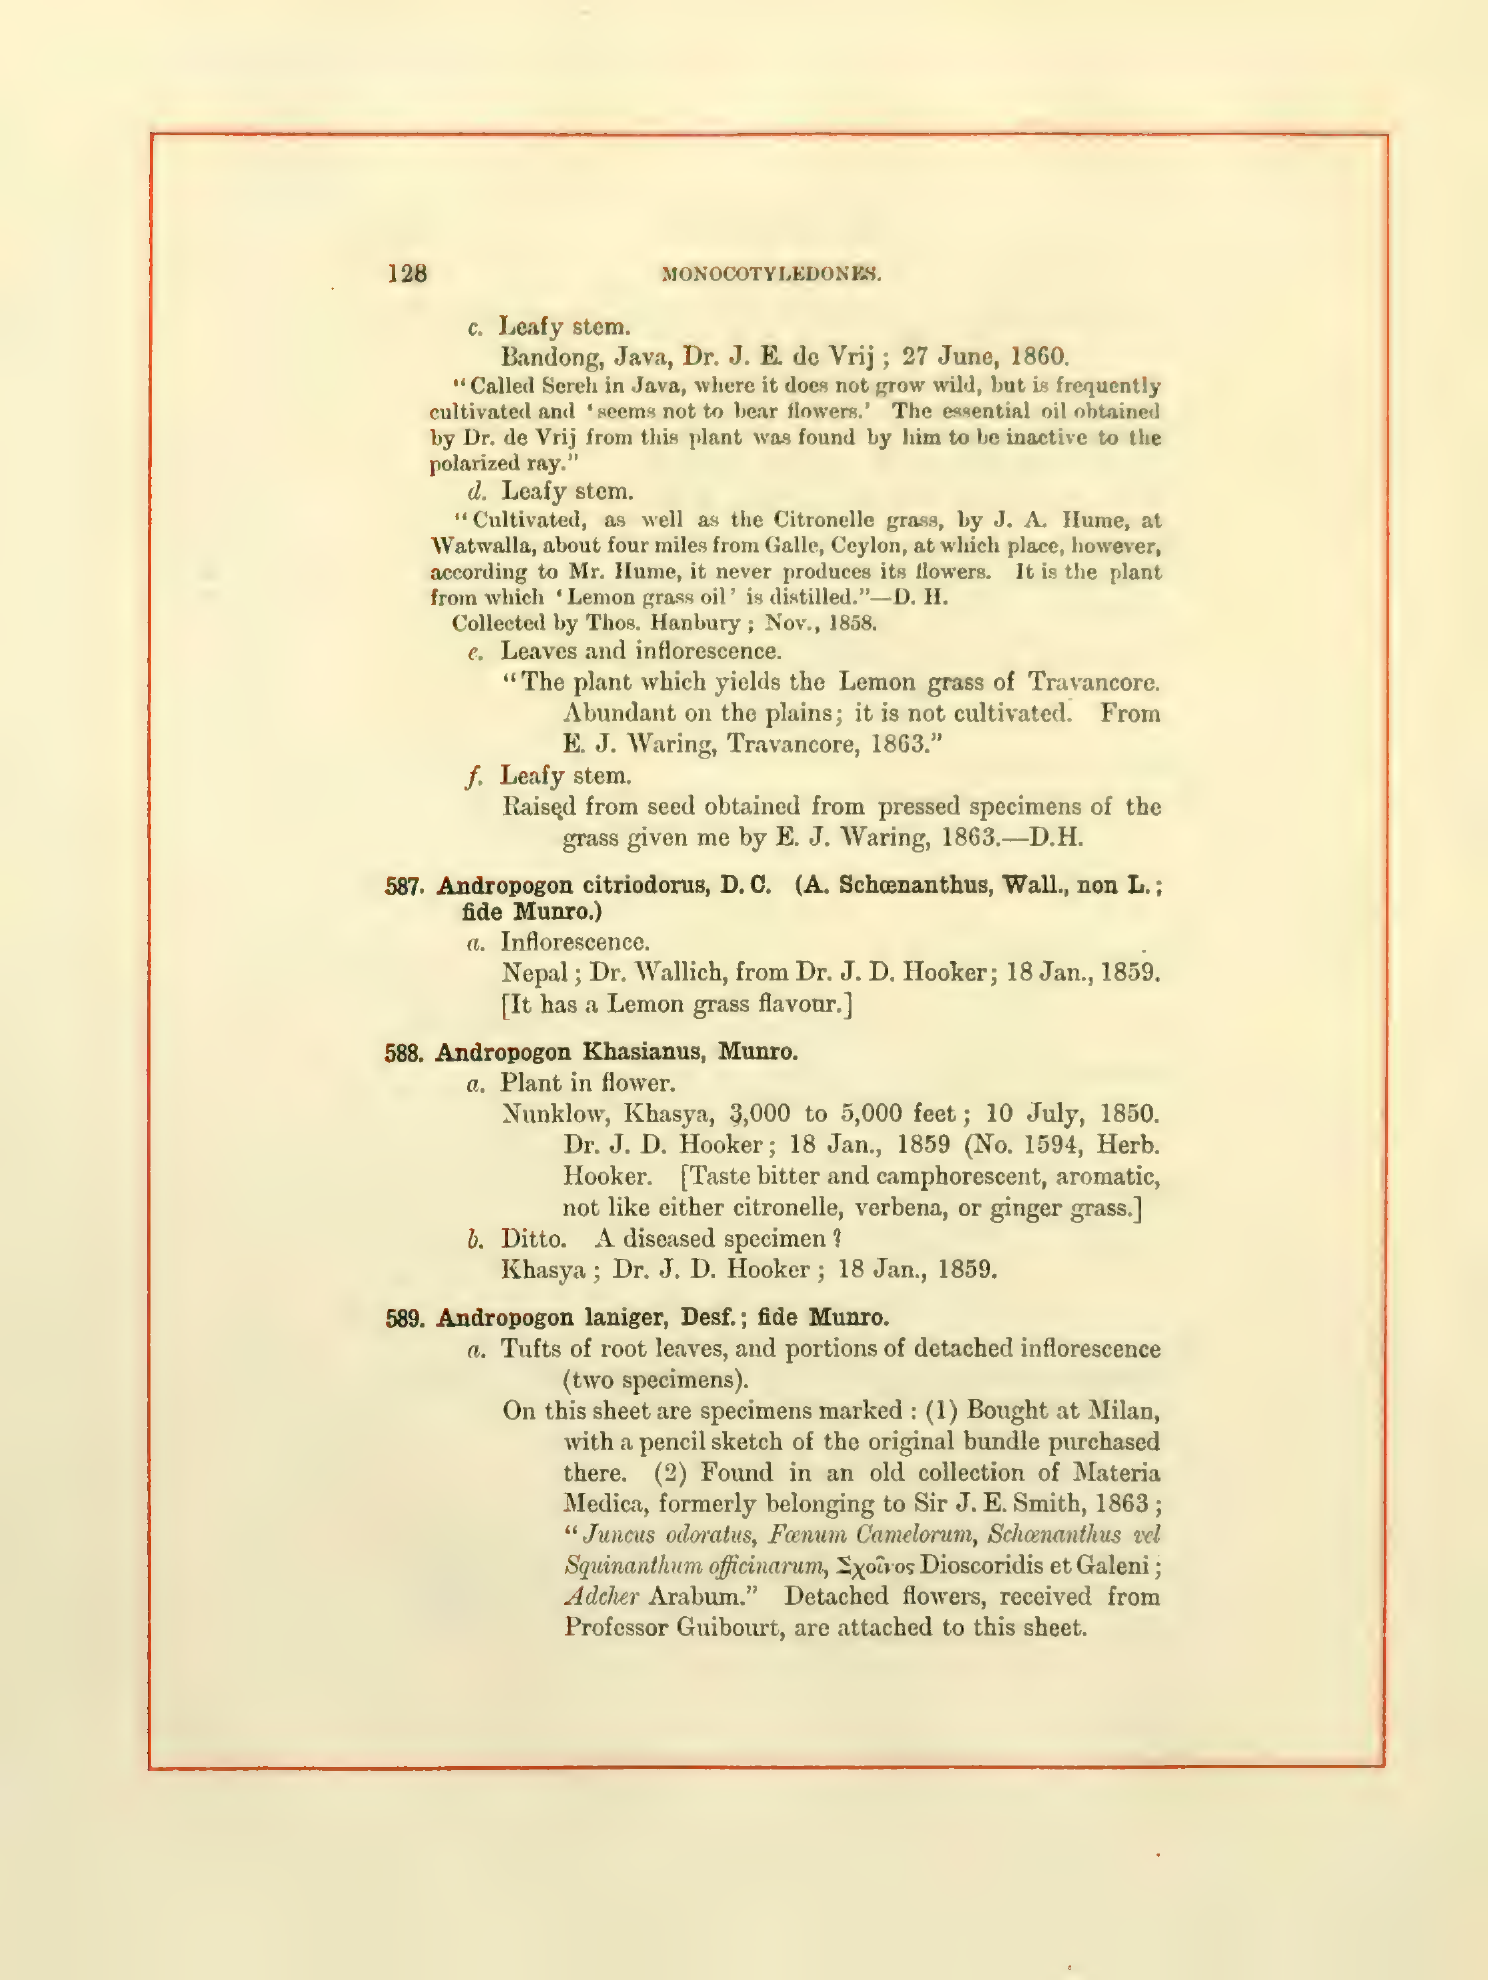 128 MONOCOTYLEDONES.
c. Leafy stem.
Bandong, Java, Dr. J. E. de Vrij ; 27 June, 1860.
“Called Sereh in Java, where it does not grow wild, but is frequently
cultivated and ‘seems not to bear flowers.’ The essential oil obtained
by Dr. de Vrij from this plant was found by him to be inactive to the
polarized ray.”
d. Leafy stem.
“Cultivated, as well as the Citronelle grass, by J. A. Hume, at
Watwalla, about four miles from Galle, Ceylon, at which place, however,
according to Mr. Hume, it never produces its flowers. It is the plant
from which ‘Lemon grass oil’ is distilled.”—D. H.
Collected by Thos. Hanbury ; Nov., 1858.
e. Leaves and inflorescence.
“The plant which yields the Lemon grass of Travancore.
Abundant on the plains; it is not cultivated. From
E. J. Waring, Travancore, 1863.”
f. Leafy stem.
Raised from seed obtained from pressed specimens of the
grass given me by E. J. Waring, 1863.—D.H.
587. Andropogon citriodorus, D. C. (A. Schœnanthus, Wall., non L. ;
fide Munro.)
a. Inflorescence.
Nepal ; Dr. Wallich, from Dr. J. D. Hooker; 18 Jan., 1859.
[It has a Lemon grass flavour.]
588. Andropogon Khasianus, Munro.
a. Plant in flower.
Nunklow, Khasya, 3,000 to 5,000 feet ; 10 July, 1850.
Dr. J. D. Hooker ; 18 Jan., 1859 (No. 1594, Herb.
Hooker. [Taste bitter and camphorescent, aromatic,
not like either citronelle, verbena, or ginger grass.]
b. Ditto. A diseased specimen ?
Khasya ; Dr. J. D. Hooker ; 18 Jan., 1859.
589. Andropogon laniger, Desf. ; fide Munro.
a. Tufts of root leaves, and portions of detached inflorescence
(two specimens).
On this sheet are specimens marked : (1) Bought at Milan,
with a pencil sketch of the original bundle purchased
there. (2) Found in an old collection of Materia
Medica, formerly belonging to Sir J. E. Smith, 1863 ;
“Juncus odoratus, Fœnum Camelorum, Schœnanthus vel
Squinanthum officinarum, Σχοῖνος Dioscoridis et Galeni ;
Adcher Arabum.” Detached flowers, received from
Professor Guibourt, are attached to this sheet.